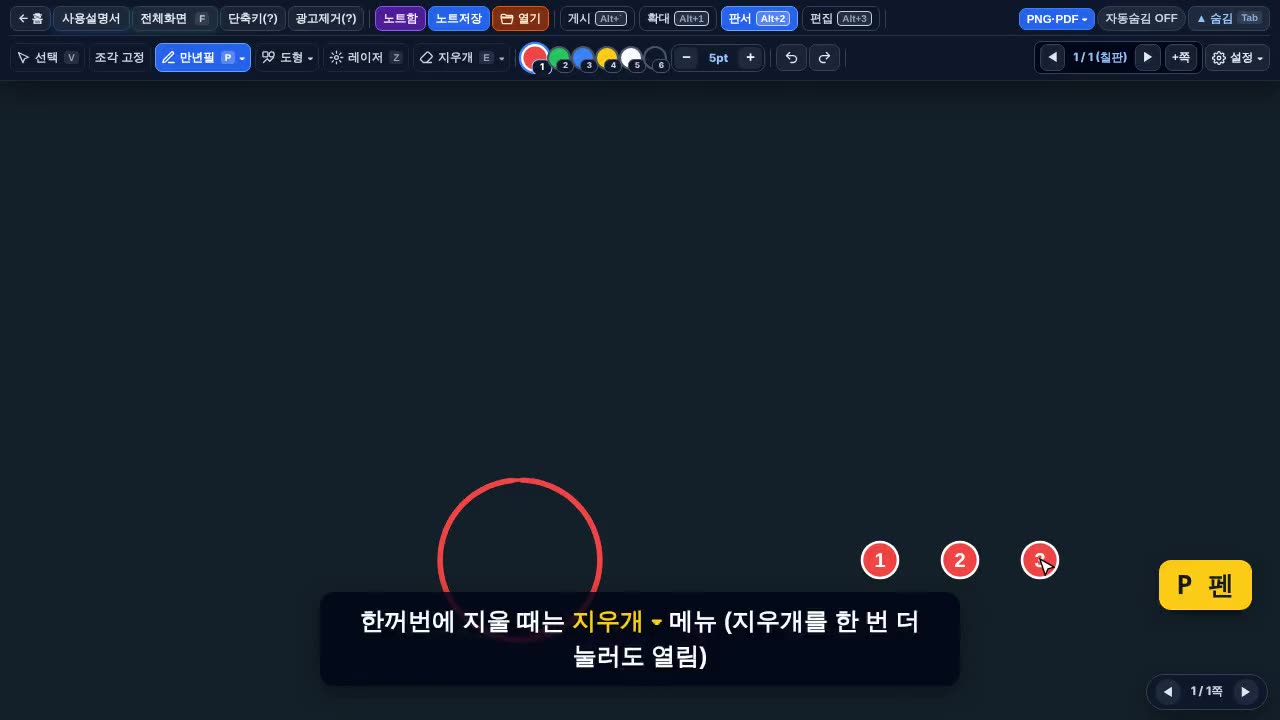 ← 홈 사용설명서 전체화면 F 단축키(?) 광고제거(?) 노트함 노트저장 열기 게시 Alt+` 확대 Alt+1 판서 Alt+2 편집 Alt+3 PNG·PDF 자동숨김 OFF ▲ 숨김 Tab
선택 V 조각 고정 만년필 P 도형 레이저 Z 지우개 E 1 2 3 4 5 6 − 5pt + ◀ 1 / 1(칠판) ▶ +쪽 설정
1 2 3
P 펜
한꺼번에 지울 때는 지우개 메뉴 (지우개를 한 번 더
눌러도 열림)
◀ 1 / 1쪽 ▶